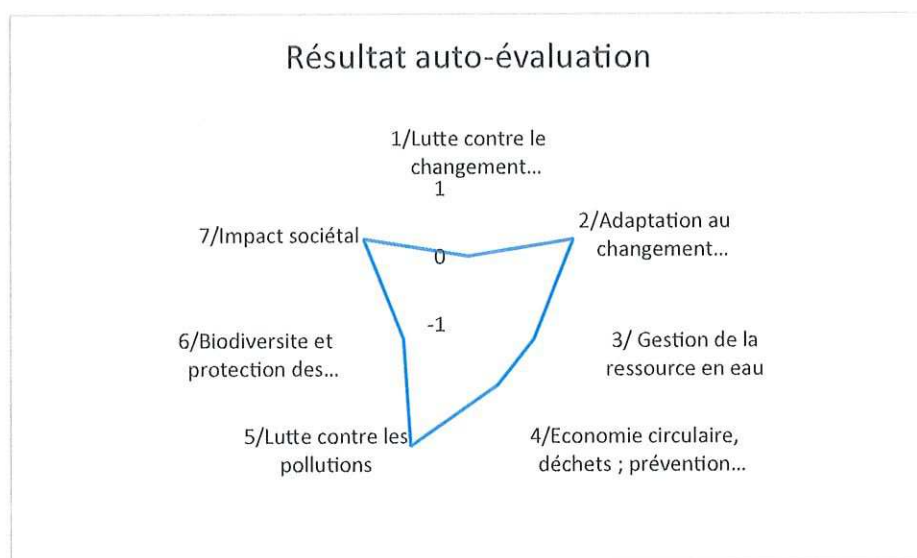 Résultat auto-évaluation
1/Lutte contre le
changement...
1
2/Adaptation au
changement...
7/Impact sociétal
0
-1
3/ Gestion de la
ressource en eau
6/Biodiversite et
protection des...
5/Lutte contre les
pollutions
4/Economie circulaire,
déchets ; prévention...